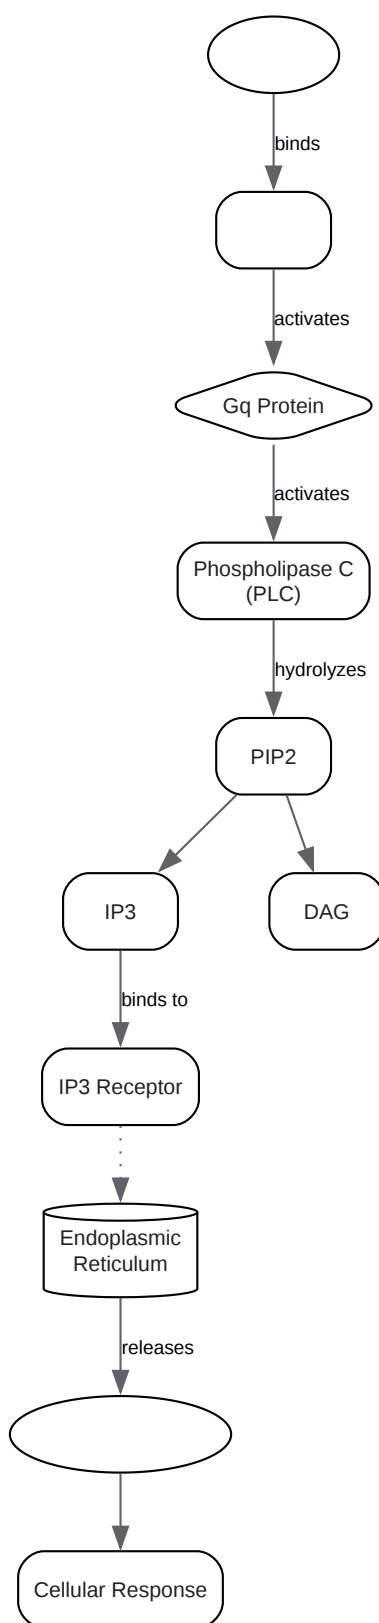 binds
activates
Gq Protein
activates
Phospholipase C
(PLC)
hydrolyzes
PIP2
IP3
DAG
binds to
IP3 Receptor
Endoplasmic
Reticulum
releases
Cellular Response